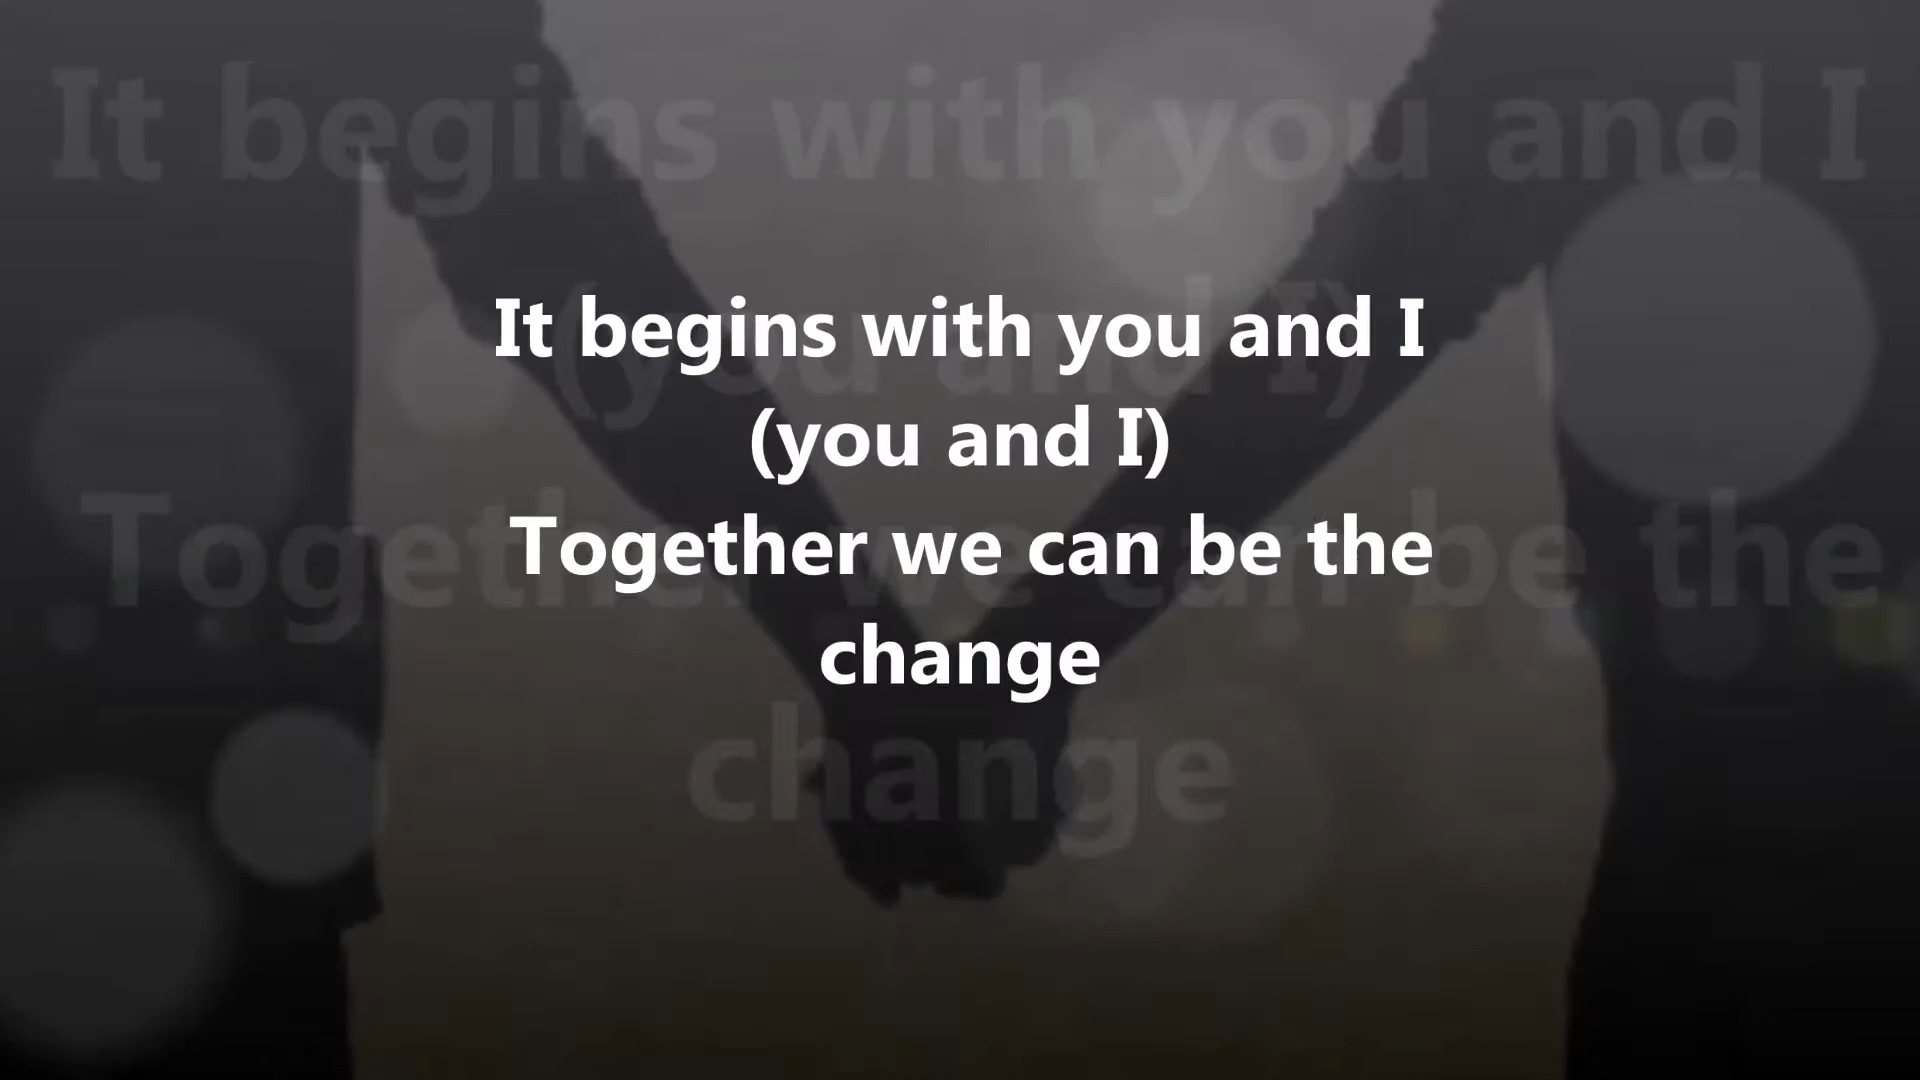 It begins with you and I
(you and I)
Together we can be the
change